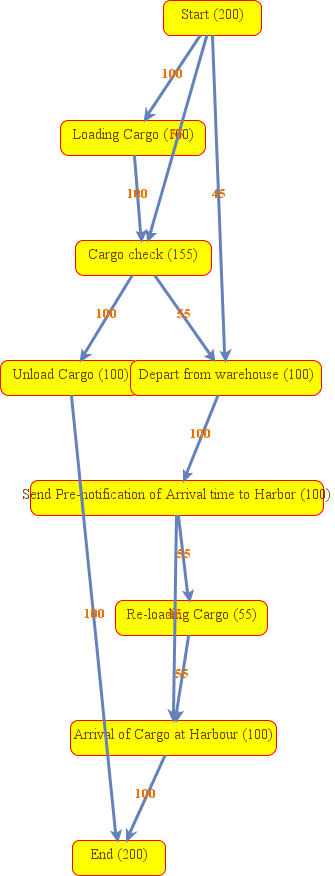 Start (200)
100
Loading Cargo (100)
45
100
Cargo check (155)
100
55
Unload Cargo (100)
Depart from warehouse (100)
100
Send Pre-notification of Arrival time to Harbor (100)
55
100
Re-loading Cargo (55)
55
Arrival of Cargo at Harbour (100)
100
End (200)